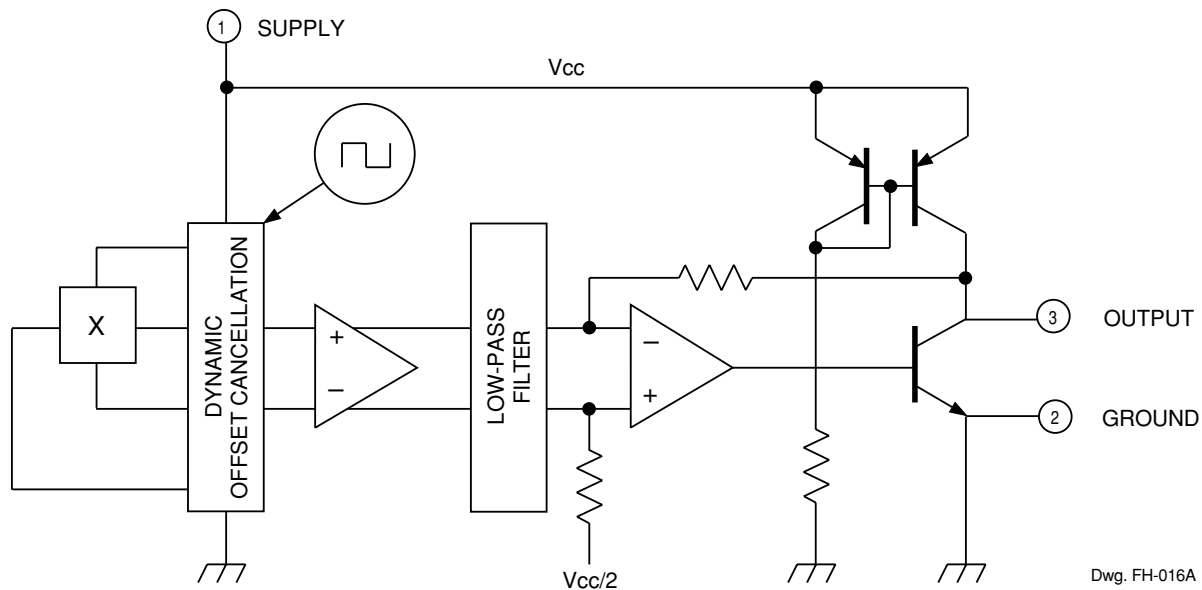 1 SUPPLY
Vcc
X
DYNAMIC
OFFSET CANCELLATION
+
−
LOW-PASS
FILTER
−
+
3 OUTPUT
2 GROUND
Vcc/2
Dwg. FH-016A